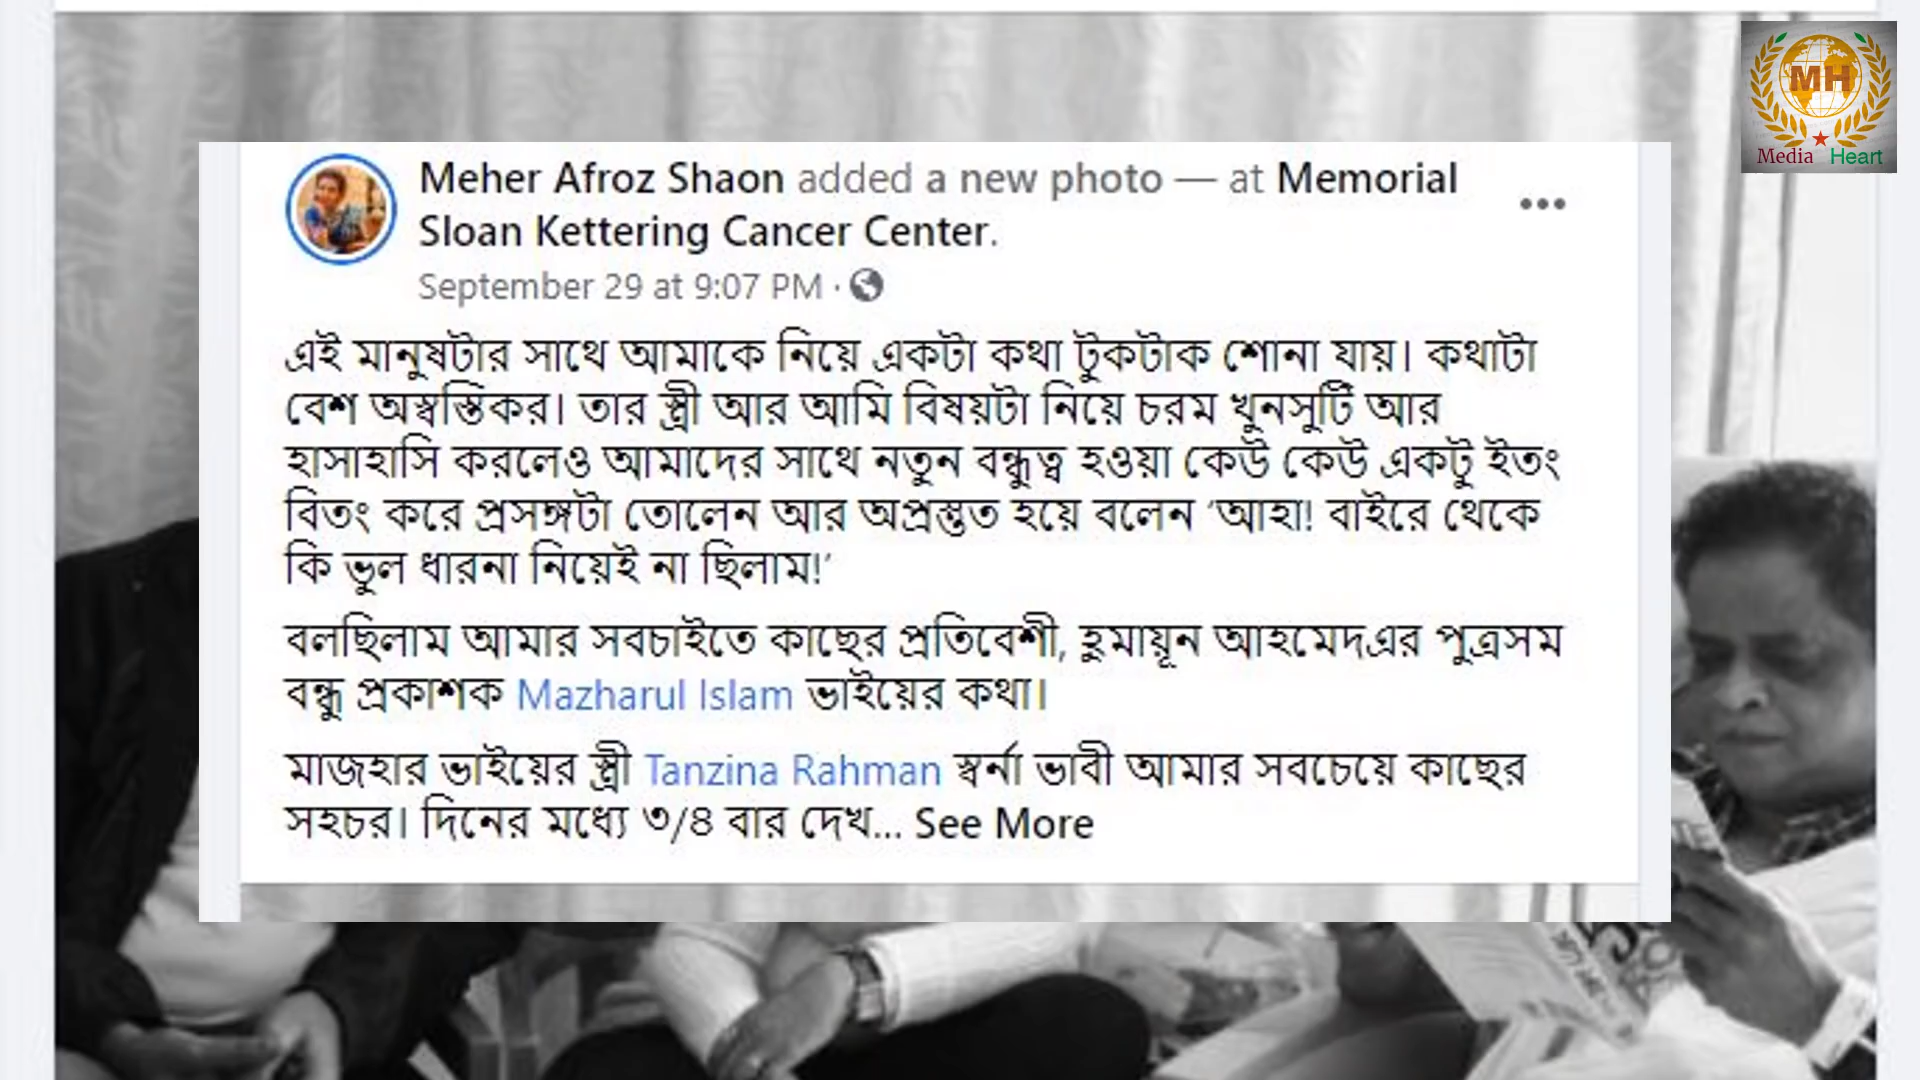 MH
Media Heart
Meher Afroz Shaon added a new photo — at Memorial
Sloan Kettering Cancer Center.
September 29 at 9:07 PM ·
এই মানুষটার সাথে আমাকে নিয়ে একটা কথা টুকটাক শোনা যায়। কথাটা
বেশ অস্বস্তিকর। তার স্ত্রী আর আমি বিষয়টা নিয়ে চরম খুনসুটি আর
হাসাহাসি করলেও আমাদের সাথে নতুন বন্ধুত্ব হওয়া কেউ কেউ একটু ইতং
বিতং করে প্রসঙ্গটা তোলেন আর অপ্রস্তুত হয়ে বলেন ‘আহা! বাইরে থেকে
কি ভুল ধারনা নিয়েই না ছিলাম!’
বলছিলাম আমার সবচাইতে কাছের প্রতিবেশী, হুমায়ূন আহমেদএর পুত্রসম
বন্ধু প্রকাশক Mazharul Islam ভাইয়ের কথা।
মাজহার ভাইয়ের স্ত্রী Tanzina Rahman স্বর্না ভাবী আমার সবচেয়ে কাছের
সহচর। দিনের মধ্যে ৩/৪ বার দেখ... See More